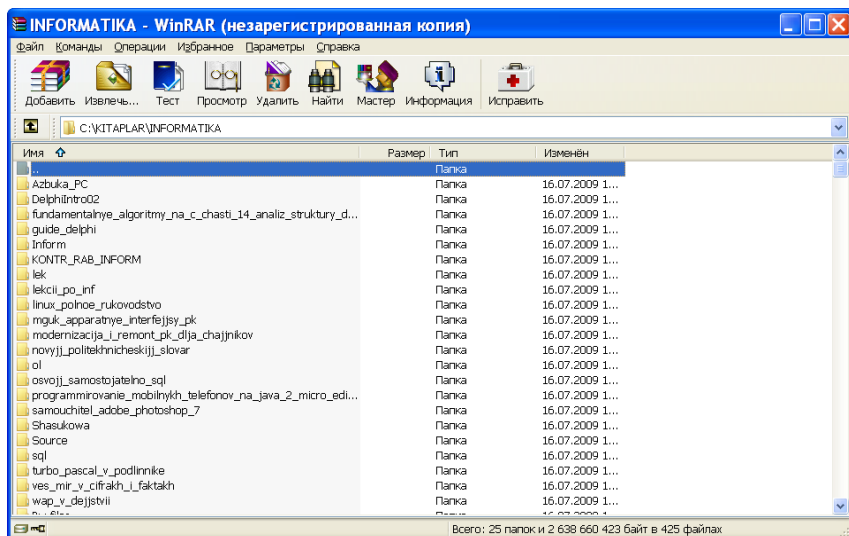 INFORMATIKA - WinRAR (незарегистрированная копия)
Файл Команды Операции Избранное Параметры Справка
Добавить Извлечь... Тест Просмотр Удалить Найти Мастер Информация Исправить
C:\KITAPLAR\INFORMATIKA
Имя Размер Тип Изменён
.. Папка
Azbuka_PC Папка 16.07.2009 1...
DelphiIntro02 Папка 16.07.2009 1...
fundamentalnye_algoritmy_na_c_chasti_14_analiz_struktury_d... Папка 16.07.2009 1...
guide_delphi Папка 16.07.2009 1...
Inform Папка 16.07.2009 1...
KONTR_RAB_INFORM Папка 16.07.2009 1...
lek Папка 16.07.2009 1...
lekcii_po_inf Папка 16.07.2009 1...
linux_polnoe_rukovodstvo Папка 16.07.2009 1...
mguk_apparatnye_interfejjsy_pk Папка 16.07.2009 1...
modernizacija_i_remont_pk_dlja_chajjnikov Папка 16.07.2009 1...
novyjj_politekhnicheskijj_slovar Папка 16.07.2009 1...
ol Папка 16.07.2009 1...
osvojj_samostojatelno_sql Папка 16.07.2009 1...
programmirovanie_mobilnykh_telefonov_na_java_2_micro_edi... Папка 16.07.2009 1...
samouchitel_adobe_photoshop_7 Папка 16.07.2009 1...
Shasukowa Папка 16.07.2009 1...
Source Папка 16.07.2009 1...
sql Папка 16.07.2009 1...
turbo_pascal_v_podlinnike Папка 16.07.2009 1...
ves_mir_v_cifrakh_i_faktakh Папка 16.07.2009 1...
wap_v_dejjstvii Папка 16.07.2009 1...
Всего: 25 папок и 2 638 660 423 байт в 425 файлах